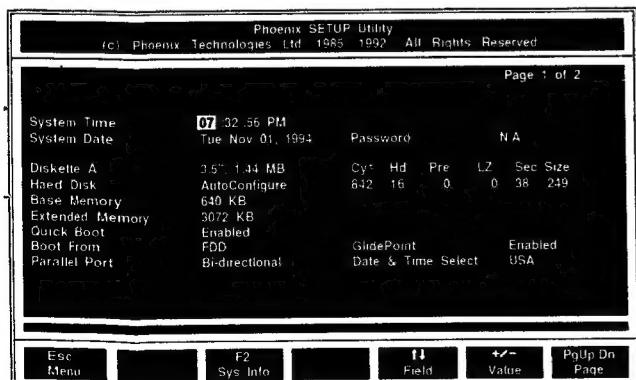 Phoenix SETUP Utility
(c) Phoenix Technologies Ltd 1985 1992 All Rights Reserved
Page 1 of 2
System Time 07:32:56 PM
System Date Tue Nov 01, 1994 Password N A
Diskette A 3.5", 1.44 MB Cyl Hd Pre LZ Sec Size
Haed Disk AutoConfigure 842 16 0 0 38 249
Base Memory 640 KB
Extended Memory 3072 KB
Quick Boot Enabled
Boot From FDD GlidePoint Enabled
Parallel Port Bi-directional Date & Time Select USA
Esc F2 ↑↓ +/- PgUp Dn
Menu Sys Info Field Value Page